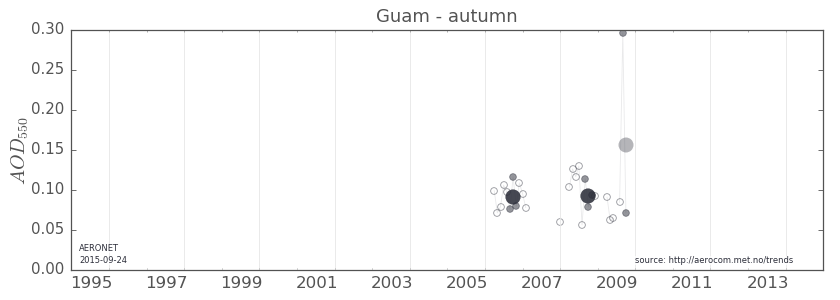 Guam - autumn
0.30
0.25
0.20
0.15
0.10
0.05
0.00
AOD550
AERONET
2015-09-24
source: http://aerocom.met.no/trends
1995 1997 1999 2001 2003 2005 2007 2009 2011 2013